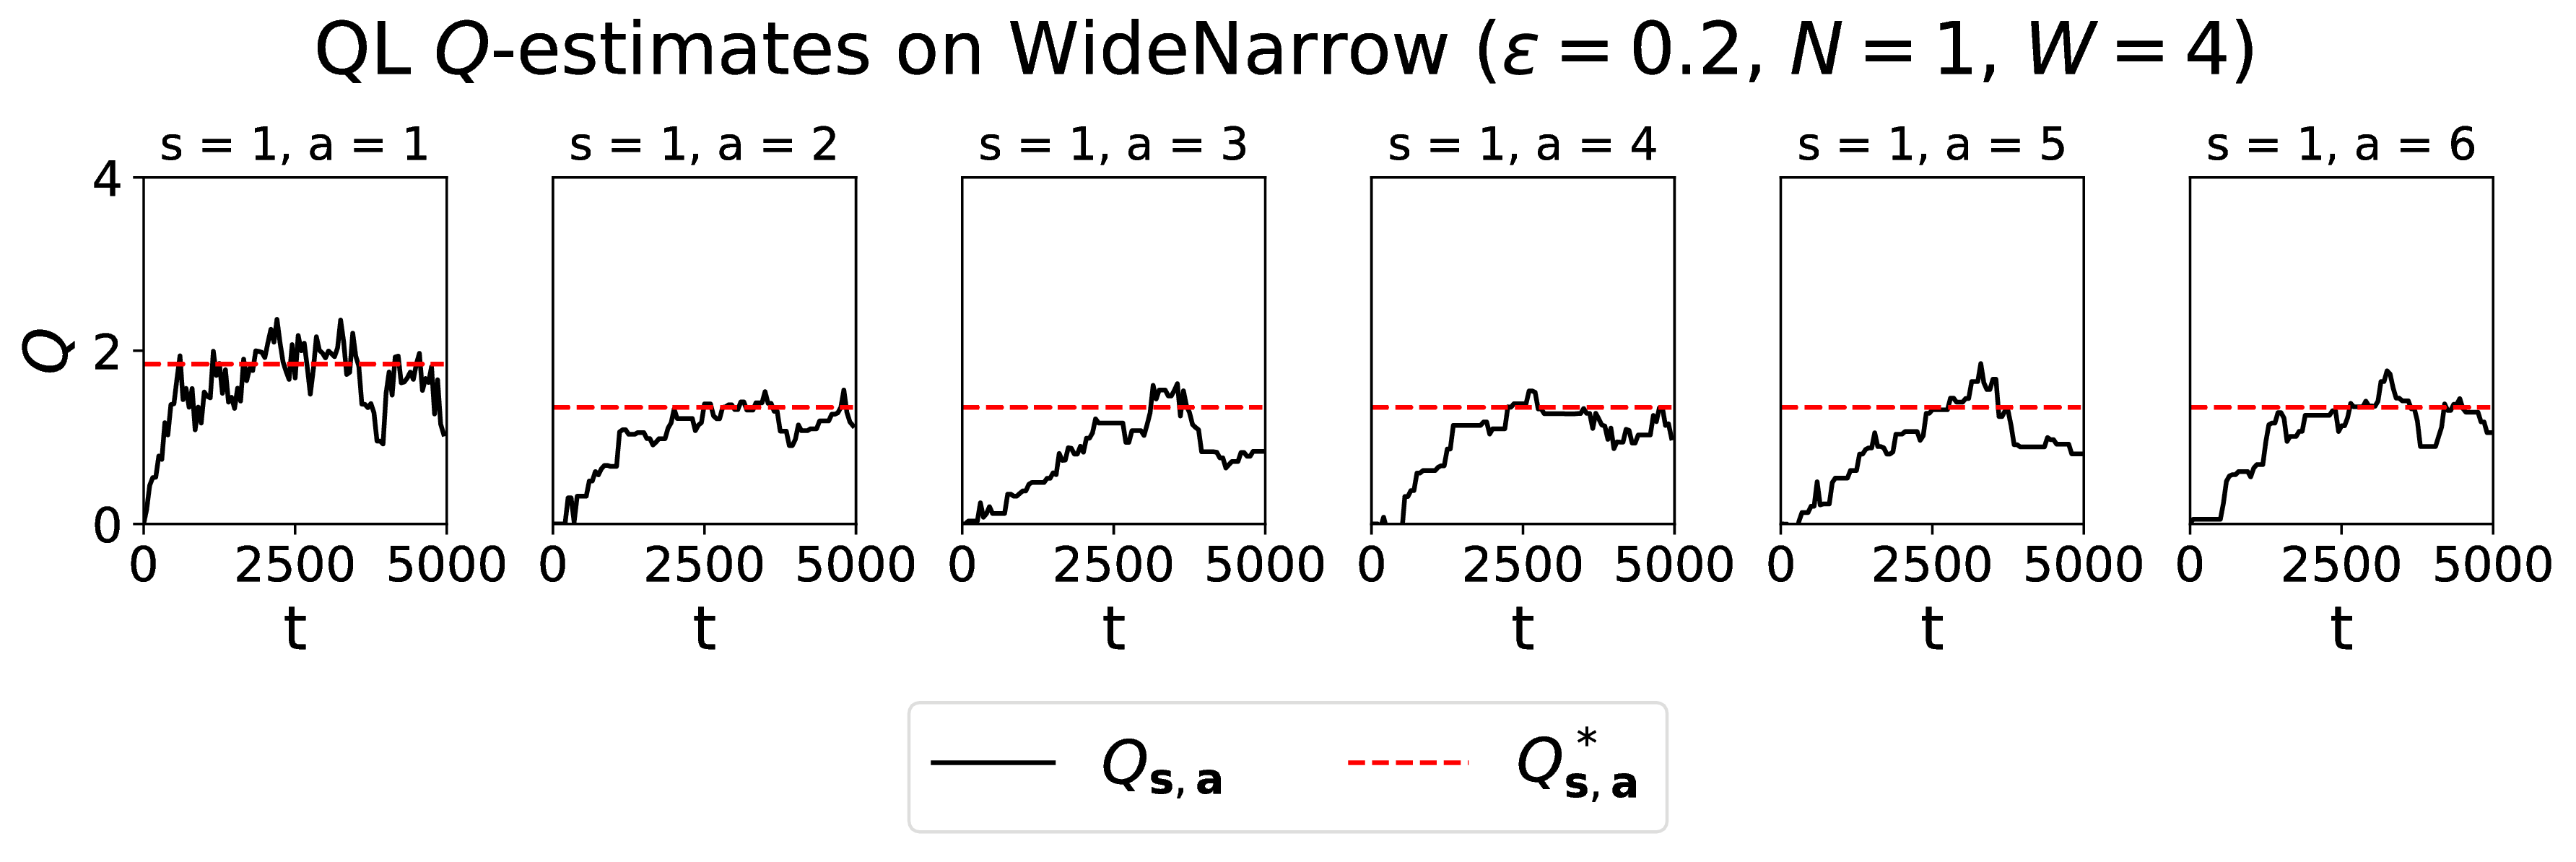 QL Q-estimates on WideNarrow (ε = 0.2, N = 1, W = 4)
s = 1, a = 1 s = 1, a = 2 s = 1, a = 3 s = 1, a = 4 s = 1, a = 5 s = 1, a = 6
4
2
0
Q
0 2500 5000 0 2500 5000 0 2500 5000 0 2500 5000 0 2500 5000 0 2500 5000
t t t t t t
Q_{s, a} Q^*_{s, a}